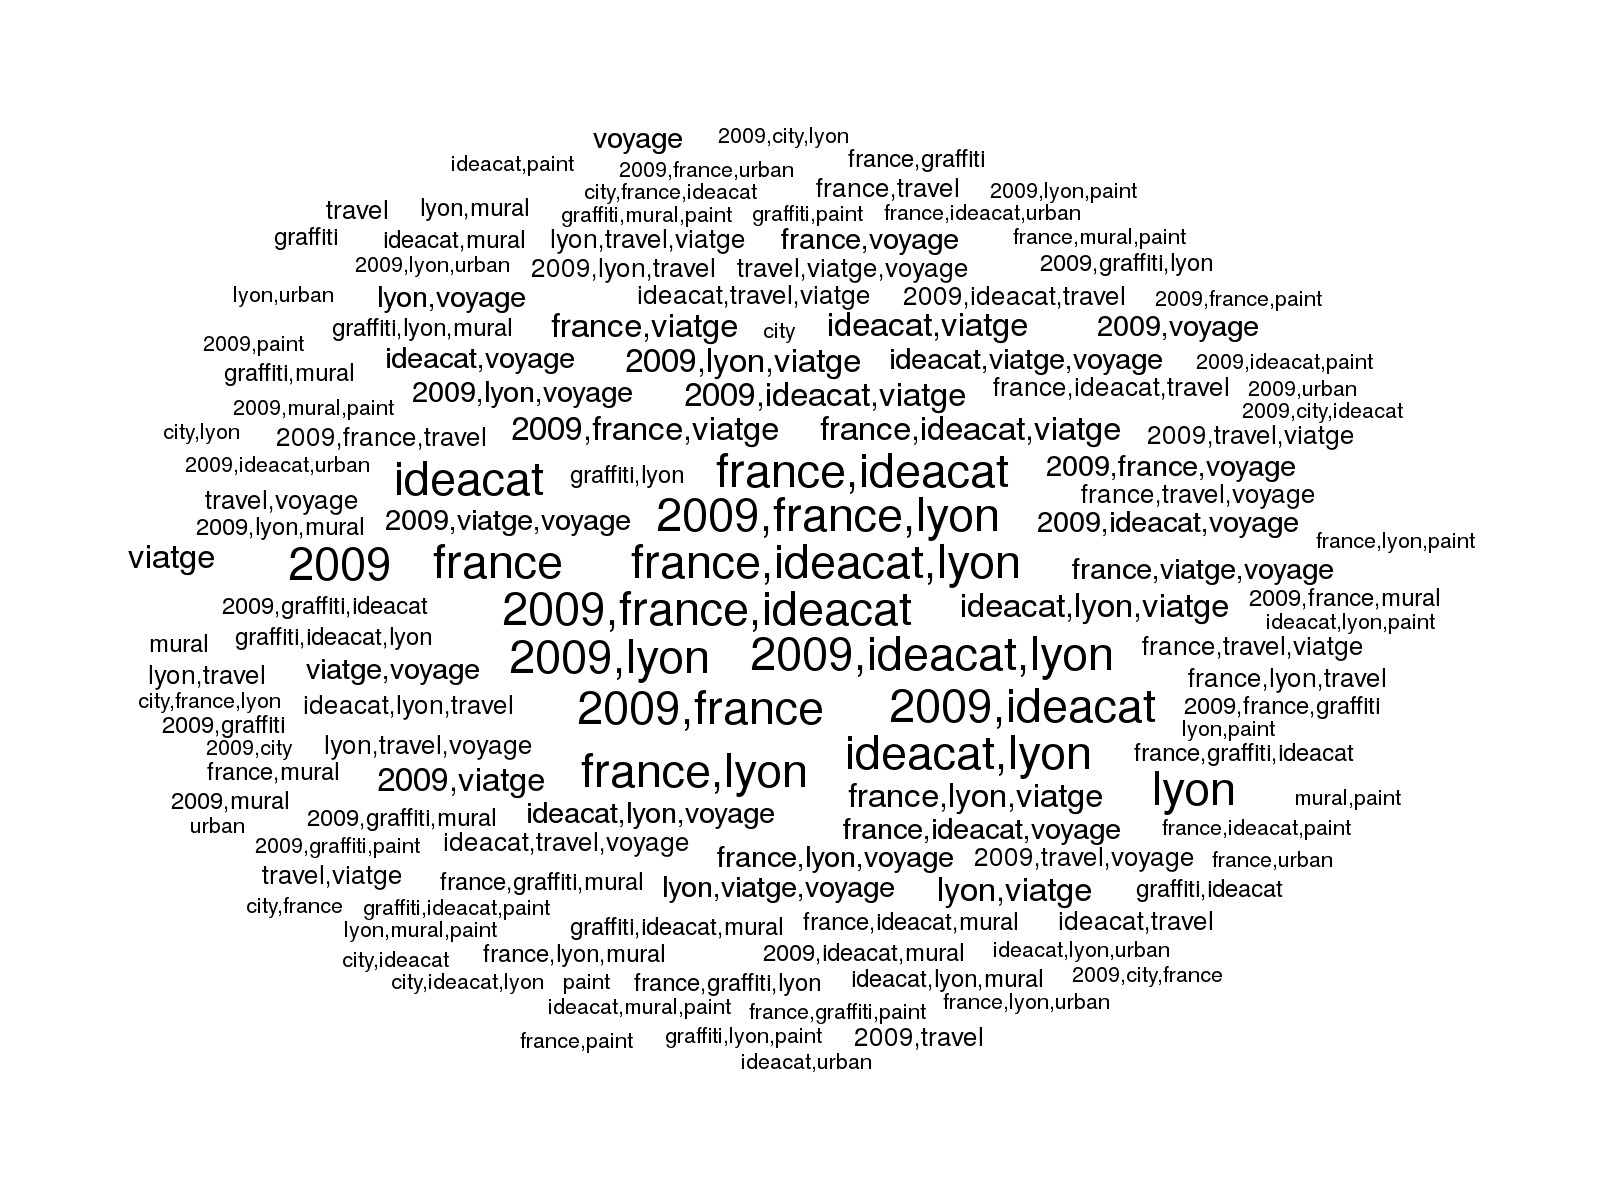 voyage 2009,city,lyon
ideacat,paint 2009,france,urban france,graffiti
city,france,ideacat france,travel 2009,lyon,paint
travel lyon,mural graffiti,mural,paint graffiti,paint france,ideacat,urban
graffiti ideacat,mural lyon,travel,viatge france,voyage france,mural,paint
2009,lyon,urban 2009,lyon,travel travel,viatge,voyage 2009,graffiti,lyon
lyon,urban lyon,voyage ideacat,travel,viatge 2009,ideacat,travel 2009,france,paint
graffiti,lyon,mural france,viatge city ideacat,viatge 2009,voyage
2009,paint ideacat,voyage 2009,lyon,viatge ideacat,viatge,voyage 2009,ideacat,paint
graffiti,mural 2009,lyon,voyage 2009,ideacat,viatge france,ideacat,travel 2009,urban
2009,mural,paint 2009,city,ideacat
city,lyon 2009,france,travel 2009,france,viatge france,ideacat,viatge 2009,travel,viatge
2009,ideacat,urban ideacat graffiti,lyon france,ideacat 2009,france,voyage
travel,voyage france,travel,voyage
2009,lyon,mural 2009,viatge,voyage 2009,france,lyon 2009,ideacat,voyage
france,lyon,paint
viatge 2009 france france,ideacat,lyon france,viatge,voyage
2009,graffiti,ideacat 2009,france,ideacat ideacat,lyon,viatge 2009,france,mural
ideacat,lyon,paint
mural graffiti,ideacat,lyon 2009,lyon 2009,ideacat,lyon france,travel,viatge
lyon,travel viatge,voyage france,lyon,travel
city,france,lyon ideacat,lyon,travel 2009,france 2009,ideacat 2009,france,graffiti
2009,graffiti lyon,paint
2009,city lyon,travel,voyage ideacat,lyon france,graffiti,ideacat
france,mural 2009,viatge france,lyon france,lyon,viatge lyon mural,paint
2009,mural 2009,graffiti,mural ideacat,lyon,voyage
urban france,ideacat,voyage france,ideacat,paint
2009,graffiti,paint ideacat,travel,voyage france,lyon,voyage 2009,travel,voyage france,urban
travel,viatge france,graffiti,mural lyon,viatge,voyage lyon,viatge graffiti,ideacat
city,france graffiti,ideacat,paint
lyon,mural,paint graffiti,ideacat,mural france,ideacat,mural ideacat,travel
city,ideacat france,lyon,mural 2009,ideacat,mural ideacat,lyon,urban
city,ideacat,lyon paint france,graffiti,lyon ideacat,lyon,mural 2009,city,france
ideacat,mural,paint france,graffiti,paint france,lyon,urban
france,paint graffiti,lyon,paint 2009,travel
ideacat,urban